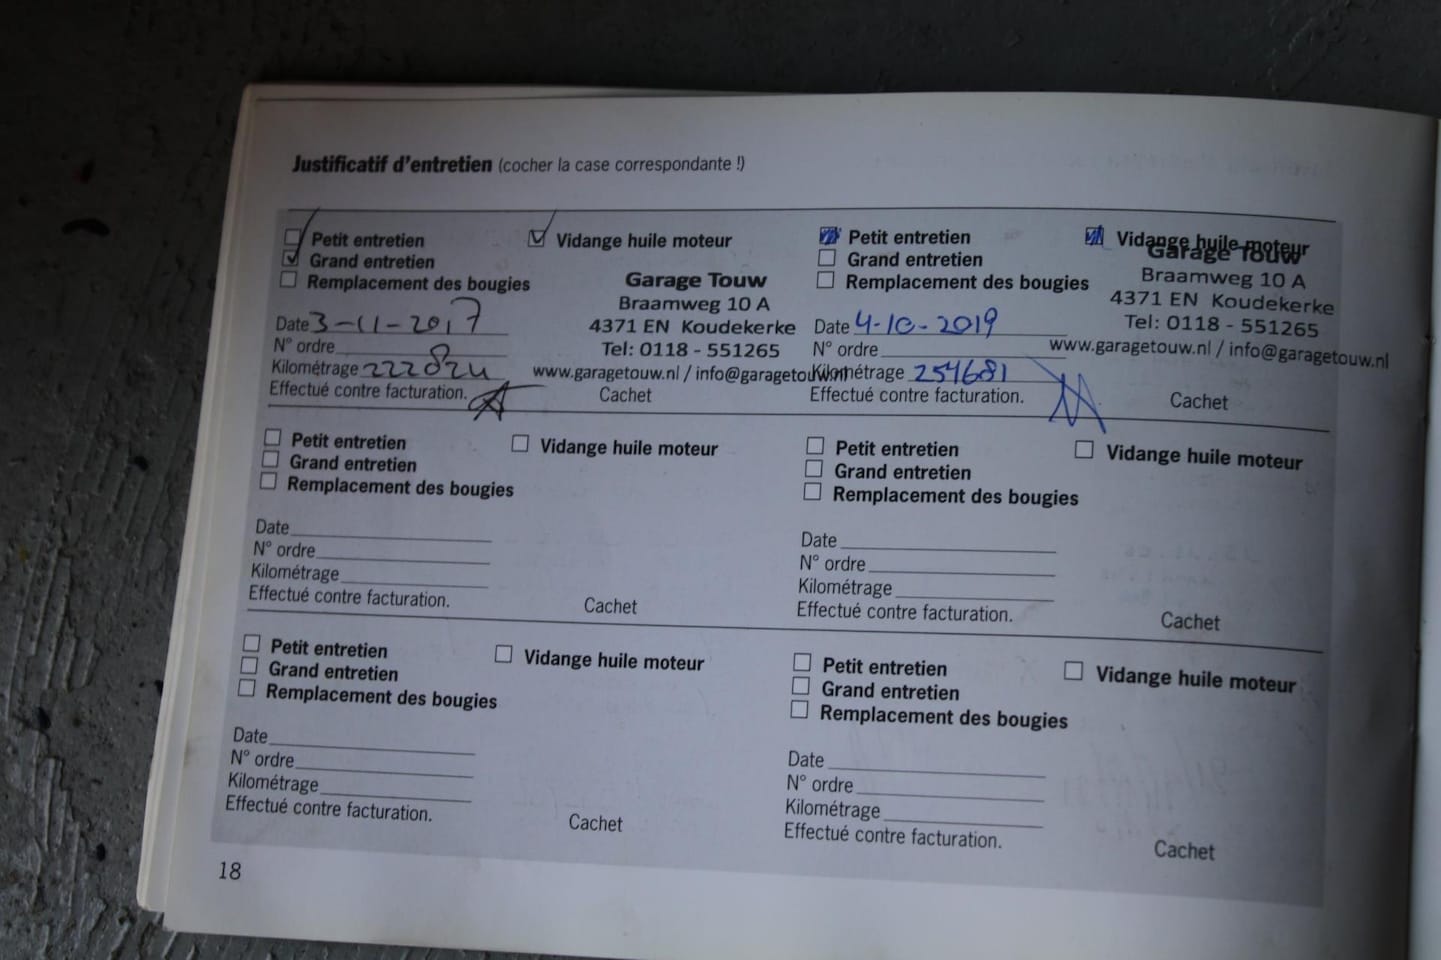 Justificatif d'entretien (cocher la case correspondante !)
Petit entretien
Grand entretien
Remplacement des bougies
Vidange huile moteur
Garage Touw
Braamweg 10 A
4371 EN Koudekerke
Tel: 0118 - 551265
www.garagetouw.nl / info@garagetouw.nl
Date 3-11-2017
N° ordre
Kilométrage 222824
Effectué contre facturation.
Cachet
Petit entretien
Grand entretien
Remplacement des bougies
Vidange huile moteur
Garage Touw
Braamweg 10 A
4371 EN Koudekerke
Tel: 0118 - 551265
www.garagetouw.nl / info@garagetouw.nl
Date 4-10-2019
N° ordre
Kilométrage 254681
Effectué contre facturation.
Cachet
Petit entretien
Grand entretien
Remplacement des bougies
Vidange huile moteur
Date
N° ordre
Kilométrage
Effectué contre facturation.
Cachet
Petit entretien
Grand entretien
Remplacement des bougies
Vidange huile moteur
Date
N° ordre
Kilométrage
Effectué contre facturation.
Cachet
Petit entretien
Grand entretien
Remplacement des bougies
Vidange huile moteur
Date
N° ordre
Kilométrage
Effectué contre facturation.
Cachet
Petit entretien
Grand entretien
Remplacement des bougies
Vidange huile moteur
Date
N° ordre
Kilométrage
Effectué contre facturation.
Cachet
18